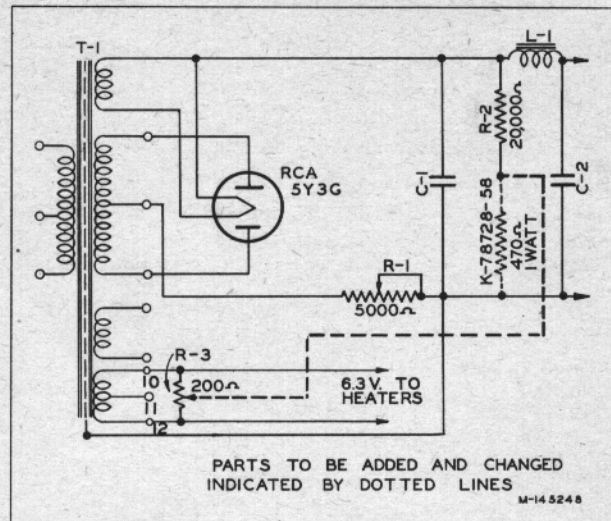 T-1
L-1
RCA
5Y3G
C-1
R-2
20,000Ω
C-2
K-78728-58
470Ω
1 WATT
R-1
5000Ω
R-3
200Ω
10
11
12
6.3 V. TO
HEATERS
PARTS TO BE ADDED AND CHANGED
INDICATED BY DOTTED LINES
M-145248